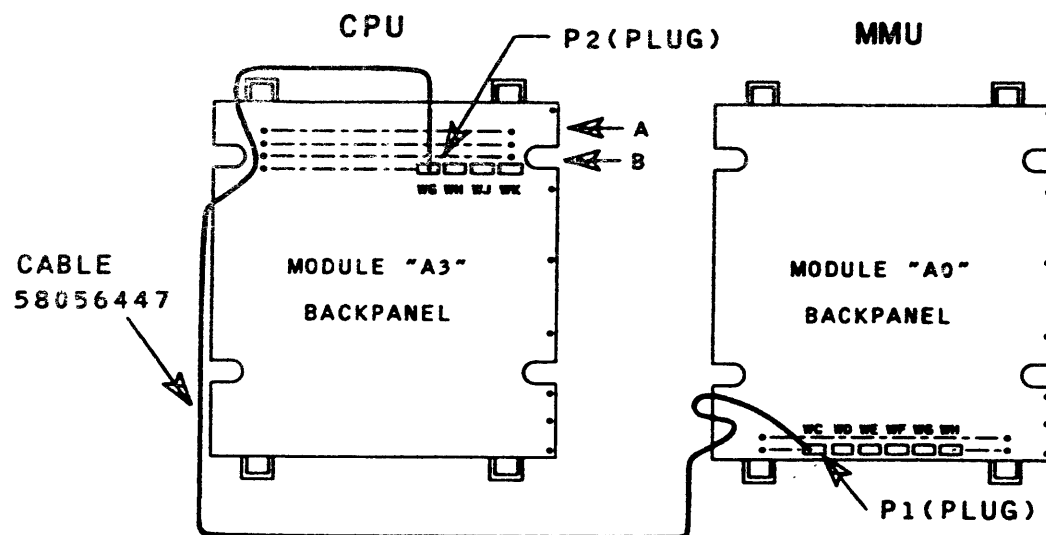 CPU
P2(PLUG)
MMU
A
B
WG WH WJ WK
CABLE
58056447
MODULE "A3"
BACKPANEL
MODULE "A0"
BACKPANEL
WC WD WE WF WG WH
P1(PLUG)